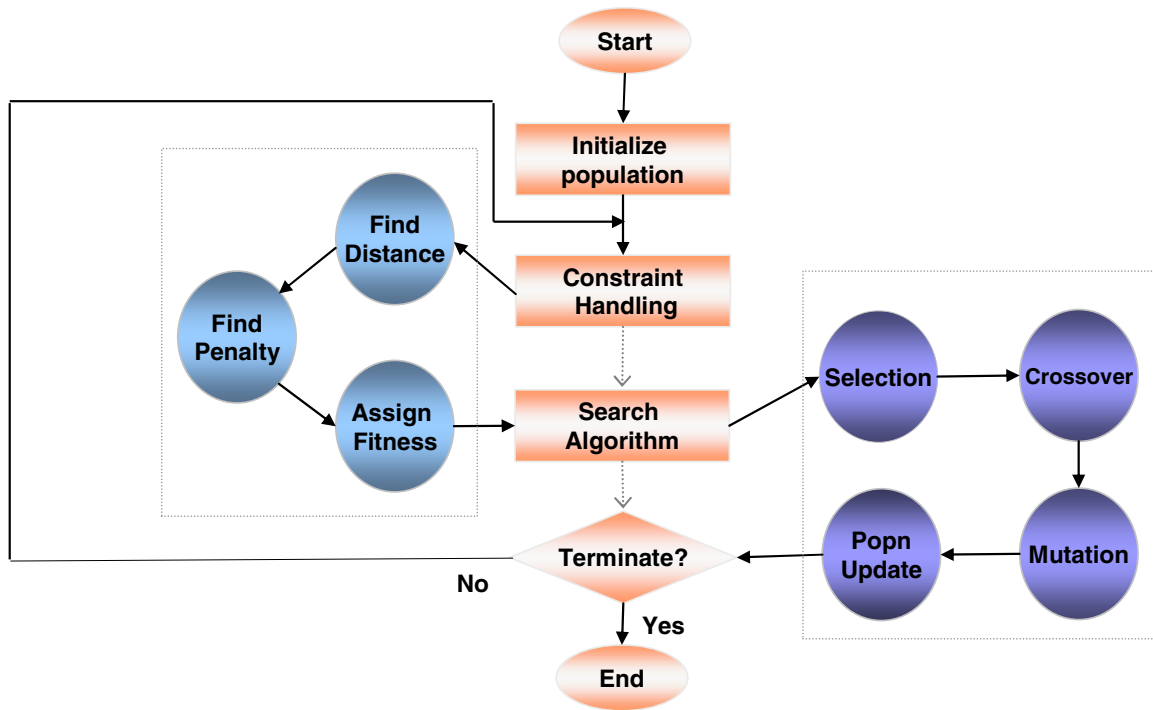 Start
Initialize
population
Find
Distance
Constraint
Handling
Find
Penalty
Selection
Crossover
Assign
Fitness
Search
Algorithm
Terminate?
Popn
Update
Mutation
No
Yes
End